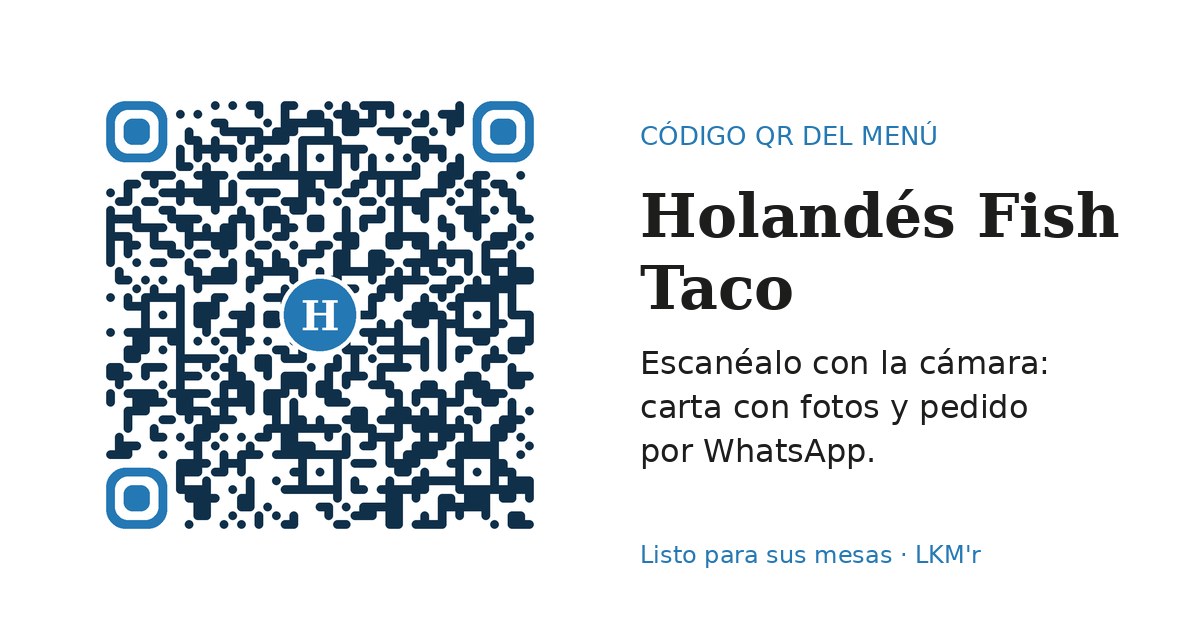 CÓDIGO QR DEL MENÚ
Holandés Fish
Taco
H
Escanéalo con la cámara:
carta con fotos y pedido
por WhatsApp.
Listo para sus mesas · LKM'r